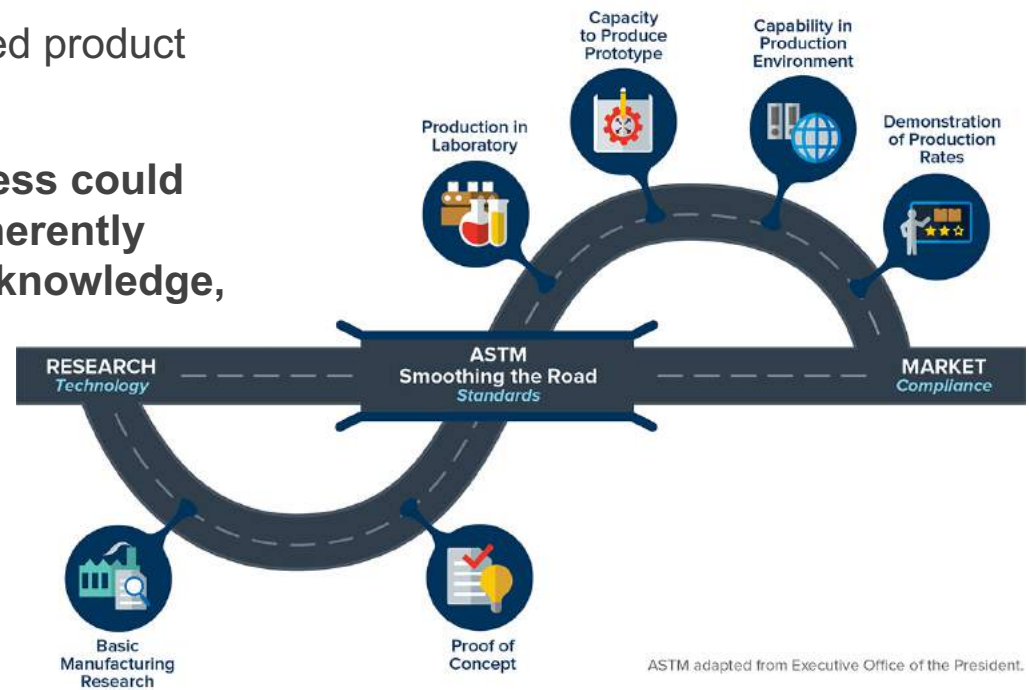 ed product
ess could
herently
knowledge,
Capacity
to Produce
Prototype
Capability in
Production
Environment
Production in
Laboratory
Demonstration
of Production
Rates
RESEARCH
Technology
ASTM
Smoothing the Road
Standards
MARKET
Compliance
Basic
Manufacturing
Research
Proof of
Concept
ASTM adapted from Executive Office of the President.